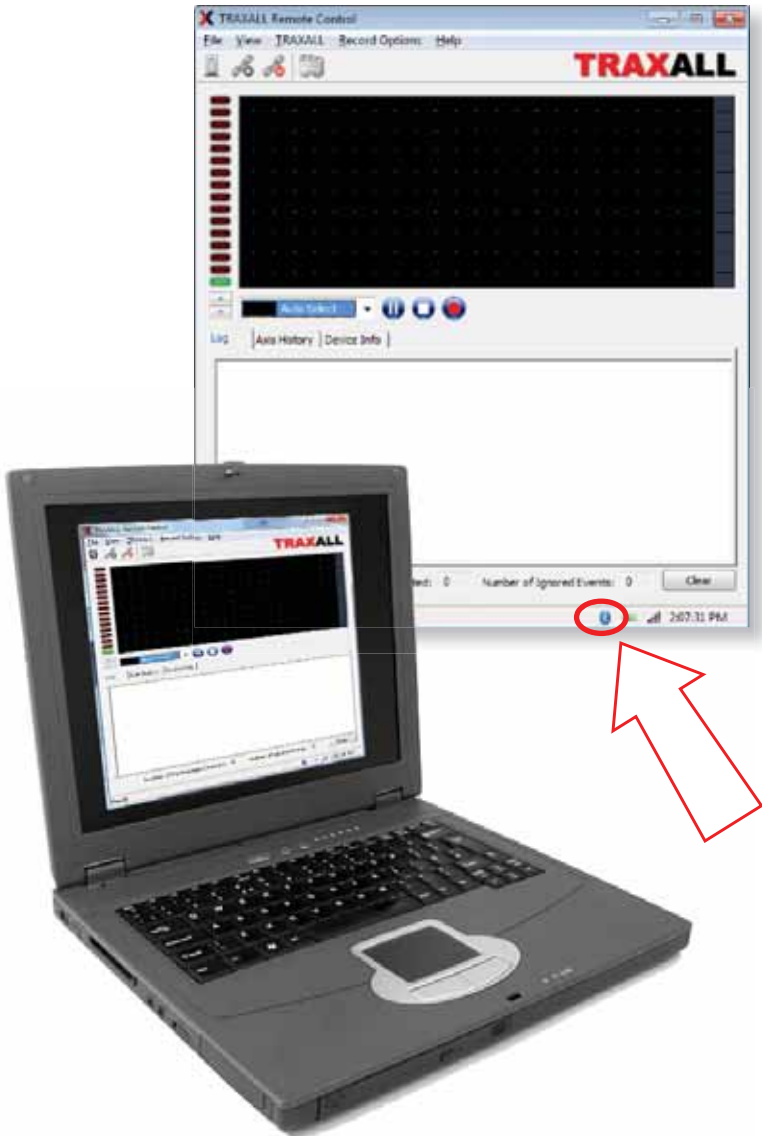 TRAXALL Remote Control
File View TRAXALL Record Options Help
TRAXALL
Auto Select
Log Axis History Device Info
Number of Ignored Events: 0 Clear
2:07:31 PM
TRAXALL